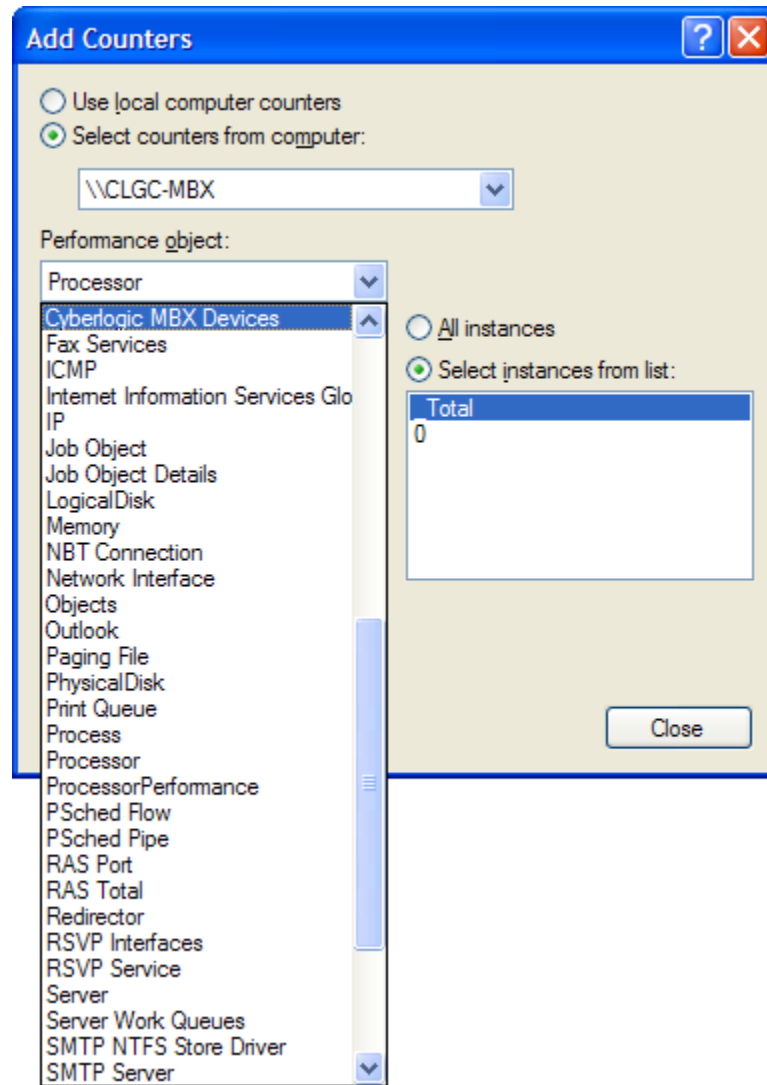 Add Counters
Use local computer counters
Select counters from computer:
\\CLGC-MBX
Performance object:
Processor
Cyberlogic MBX Devices
Fax Services
ICMP
Internet Information Services Glo
IP
Job Object
Job Object Details
LogicalDisk
Memory
NBT Connection
Network Interface
Objects
Outlook
Paging File
PhysicalDisk
Print Queue
Process
Processor
ProcessorPerformance
PSched Flow
PSched Pipe
RAS Port
RAS Total
Redirector
RSVP Interfaces
RSVP Service
Server
Server Work Queues
SMTP NTFS Store Driver
SMTP Server
All instances
Select instances from list:
_Total
0
Close